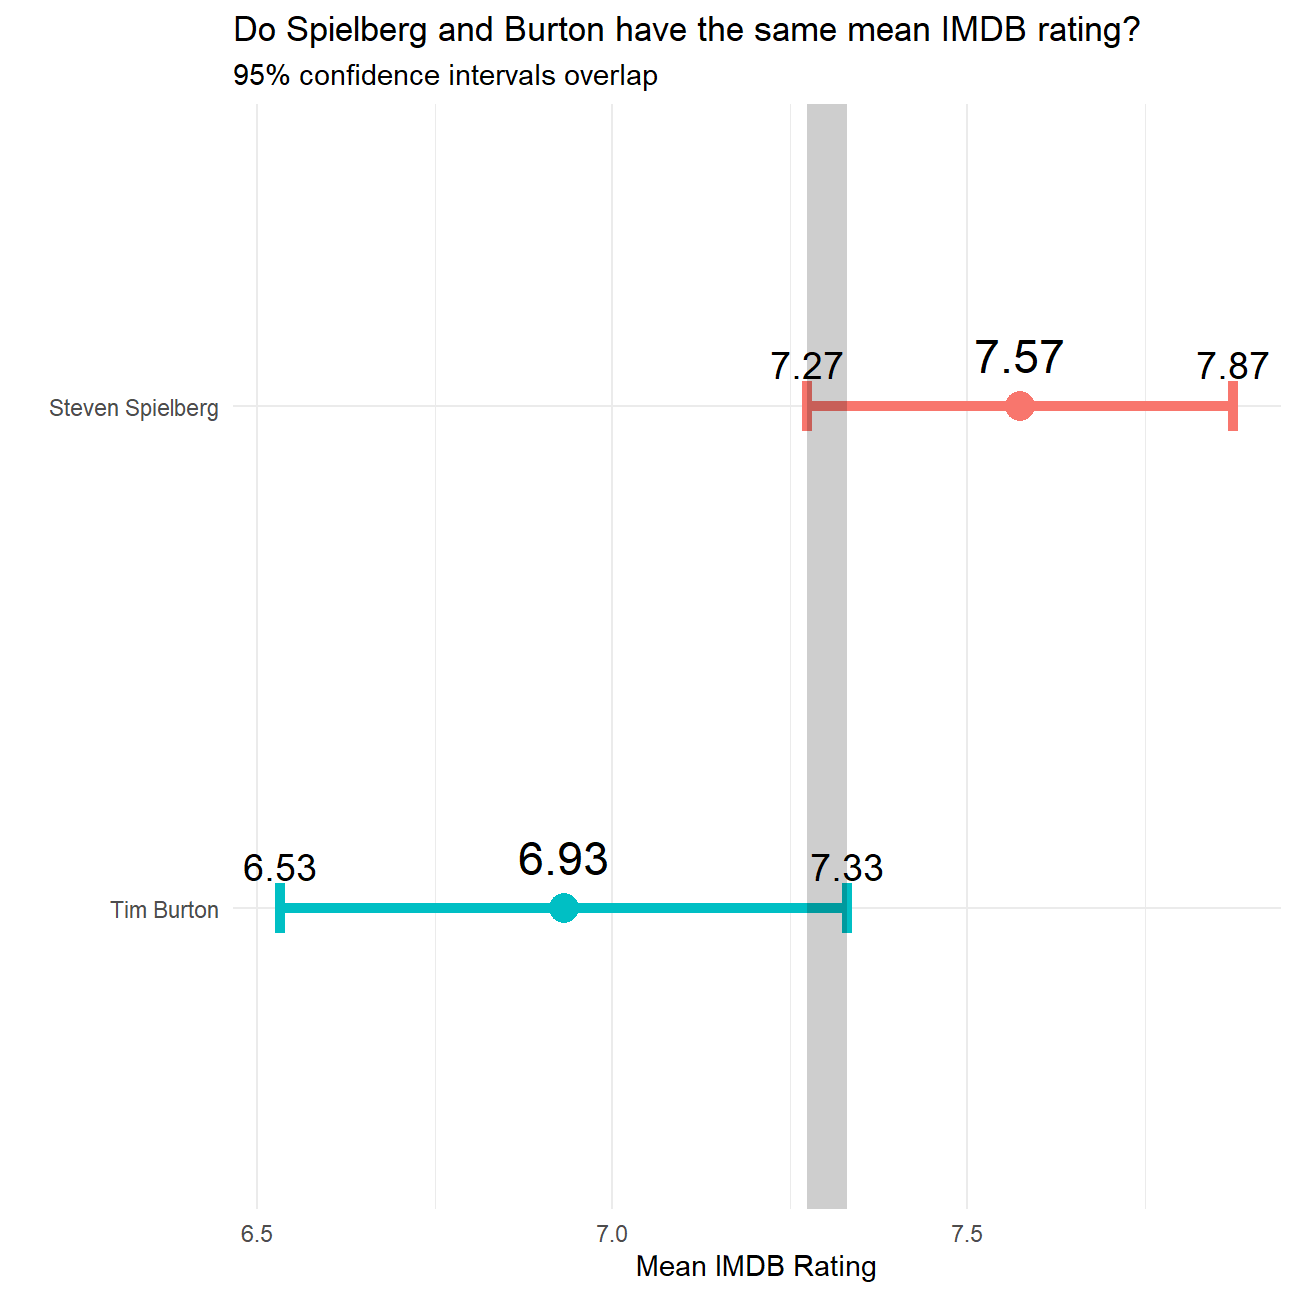 Do Spielberg and Burton have the same mean IMDB rating?
95% confidence intervals overlap
7.27 7.57 7.87
Steven Spielberg
6.53 6.93 7.33
Tim Burton
6.5 7.0 7.5
Mean IMDB Rating